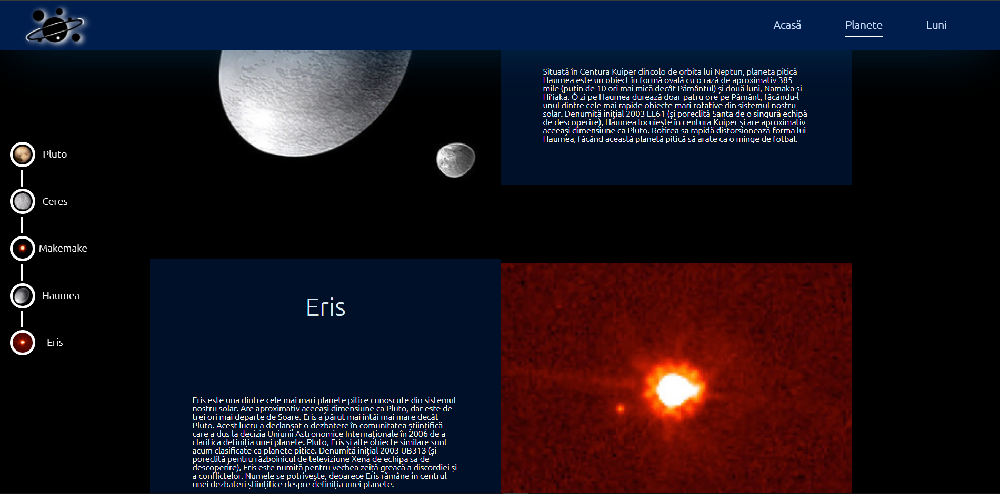 Acasă
Planete
Luni
Situată în Centura Kuiper dincolo de orbita lui Neptun, planeta pitică
Haumea este un obiect în formă ovală cu o rază de aproximativ 385
mile (puțin de 10 ori mai mică decât Pământul) și două luni, Namaka și
Hi’iaka. O zi pe Haumea durează doar patru ore pe Pământ, făcându-l
unul dintre cele mai rapide obiecte mari rotative din sistemul nostru
solar. Denumită inițial 2003 EL61 (și poreclită Santa de o singură echipă
de descoperire), Haumea locuiește în centura Kuiper și are aproximativ
aceeași dimensiune ca Pluto. Rotirea sa rapidă distorsionează forma lui
Haumea, făcând această planetă pitică să arate ca o minge de fotbal.
Pluto
Ceres
Makemake
Haumea
Eris
Eris
Eris este una dintre cele mai mari planete pitice cunoscute din sistemul
nostru solar. Are aproximativ aceeași dimensiune ca Pluto, dar este de
trei ori mai departe de Soare. Eris a părut mai întâi mai mare decât
Pluto. Acest lucru a declanșat o dezbatere în comunitatea științifică
care a dus la decizia Uniunii Astronomice Internaționale în 2006 de a
clarifica definiția unei planete. Pluto, Eris și alte obiecte similare sunt
acum clasificate ca planete pitice. Denumită inițial 2003 UB313 (și
poreclită pentru războinicul de televiziune Xena de echipa sa de
descoperire), Eris este numită pentru vechea zeiță greacă a discordiei și
a conflictelor. Numele se potrivește, deoarece Eris rămâne în centrul
unei dezbateri științifice despre definiția unei planete.